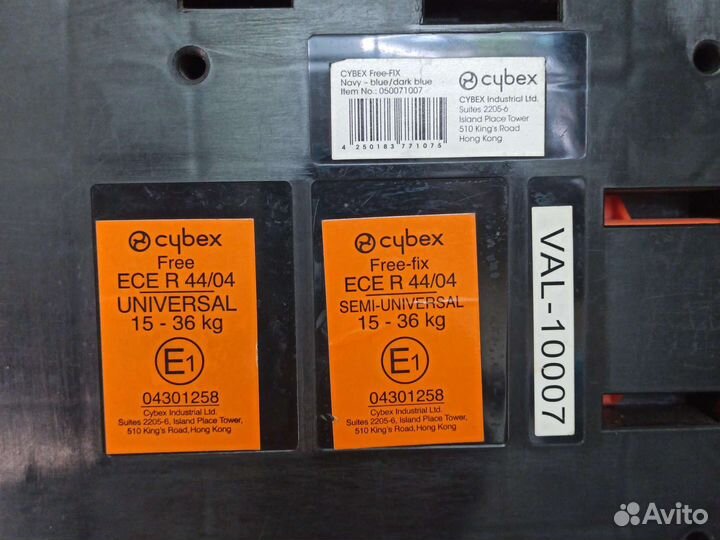 CYBEX Free-FIX
Navy - blue/dark blue
Item No.: 050071007
4 250183 771075
cybex
CYBEX Industrial Ltd.
Suites 2205-6
Island Place Tower
510 King's Road
Hong Kong
cybex
Free
ECE R 44/04
UNIVERSAL
15 - 36 kg
E1
04301258
Cybex Industrial Ltd.
Suites 2205-6, Island Place Tower,
510 King's Road, Hong Kong
cybex
Free-fix
ECE R 44/04
SEMI-UNIVERSAL
15 - 36 kg
E1
04301258
Cybex Industrial Ltd.
Suites 2205-6, Island Place Tower,
510 King's Road, Hong Kong
VAL-10007
Avito